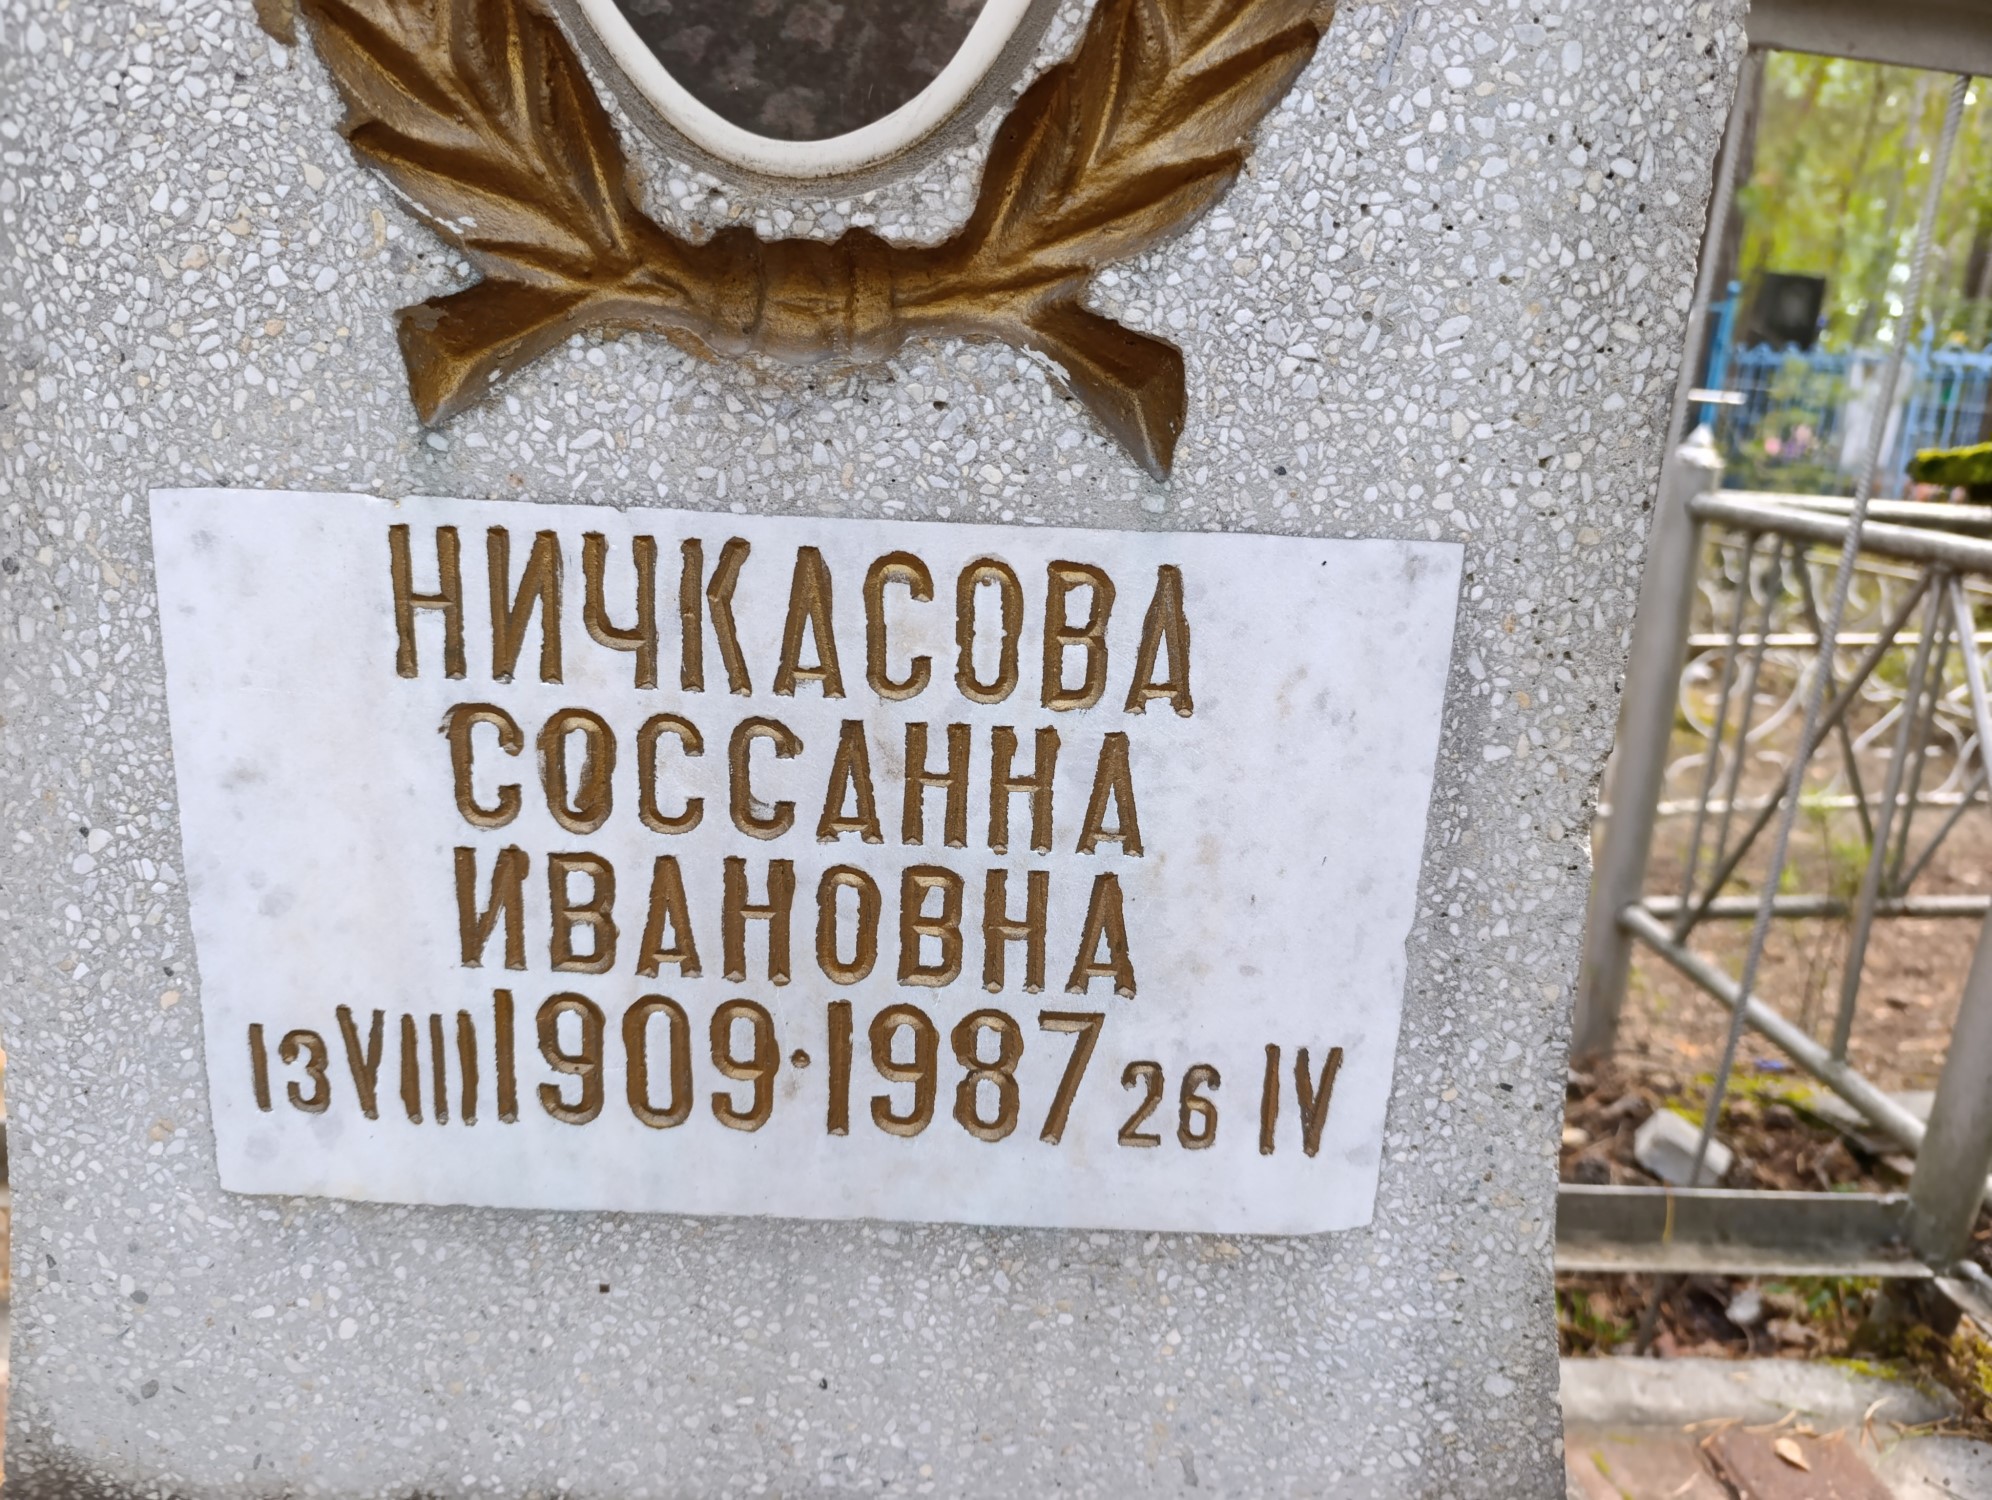 НИЧКАСОВА
СОССАННА
ИВАНОВНА
13 VIII 1909·1987 26 IV